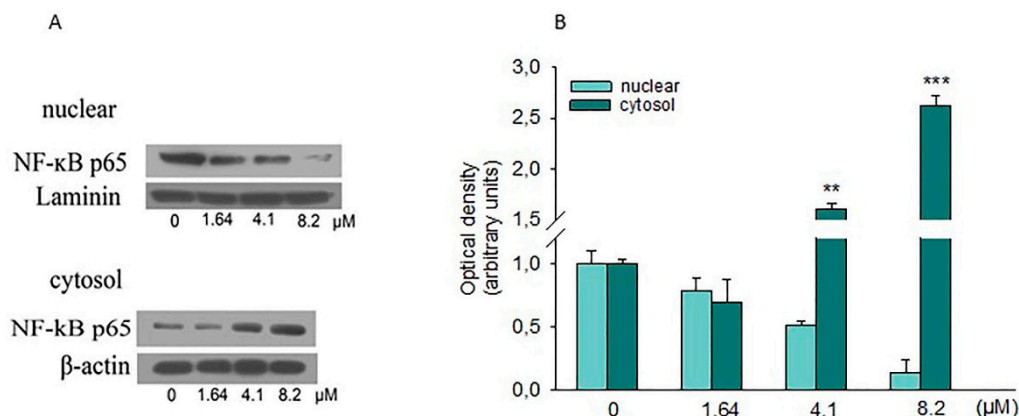 A
nuclear
NF-κB p65
Laminin
0 1.64 4.1 8.2 µM
cytosol
NF-kB p65
β-actin
0 1.64 4.1 8.2 µM
B
nuclear
cytosol
Optical density
(arbitrary units)
3,0
2,5
2,0
1,5
1,0
0,5
0,0
**
***
0 1.64 4.1 8.2 (µM)